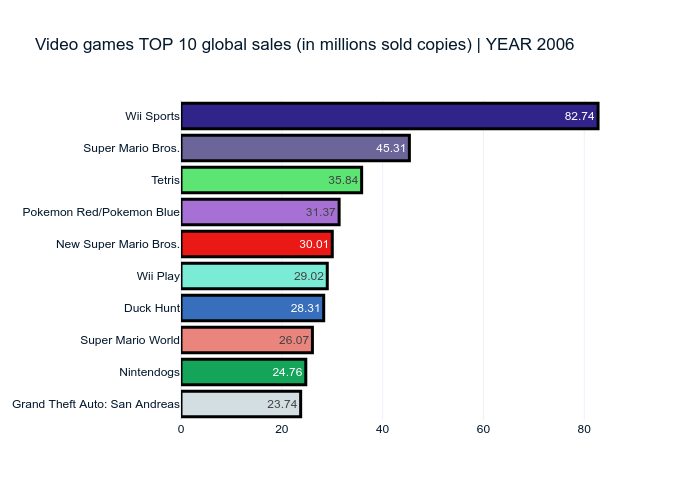 Video games TOP 10 global sales (in millions sold copies) | YEAR 2006
Wii Sports 82.74
Super Mario Bros. 45.31
Tetris 35.84
Pokemon Red/Pokemon Blue 31.37
New Super Mario Bros. 30.01
Wii Play 29.02
Duck Hunt 28.31
Super Mario World 26.07
Nintendogs 24.76
Grand Theft Auto: San Andreas 23.74
0 20 40 60 80